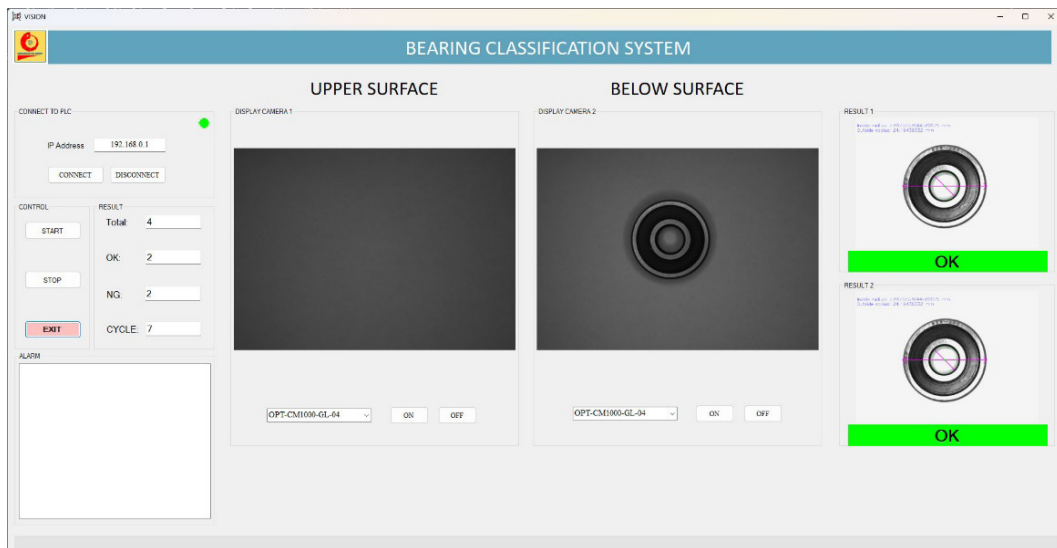 VISION
BEARING CLASSIFICATION SYSTEM
UPPER SURFACE
BELOW SURFACE
CONNECT TO PLC
IP Address 192.168.0.1
CONNECT DISCONNECT
CONTROL
START
STOP
EXIT
RESULT
Total: 4
OK: 2
NG: 2
CYCLE: 7
ALARM
DISPLAY CAMERA 1
OPT-CM1000-GL-04 ON OFF
DISPLAY CAMERA 2
OPT-CM1000-GL-04 ON OFF
RESULT 1
OK
RESULT 2
OK